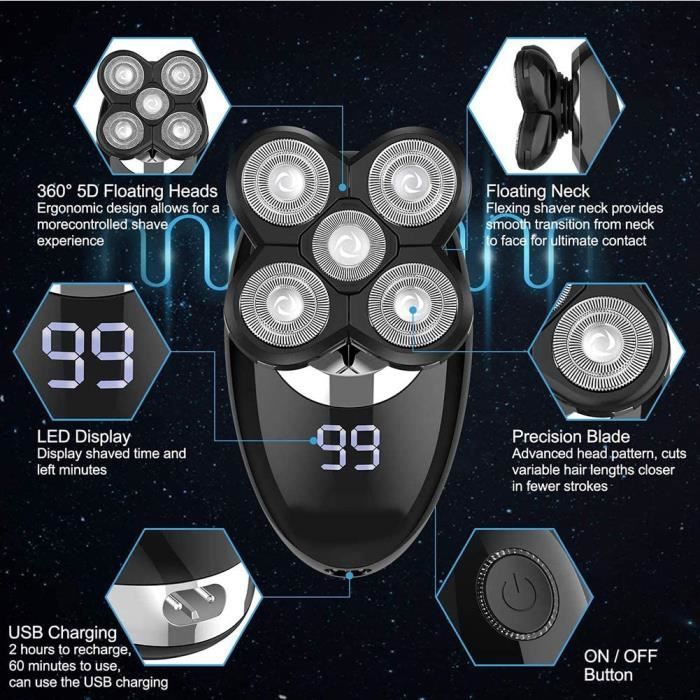 360° 5D Floating Heads
Ergonomic design allows for a
morecontrolled shave
experience
Floating Neck
Flexing shaver neck provides
smooth transition from neck
to face for ultimate contact
99
99
LED Display
Display shaved time and
left minutes
Precision Blade
Advanced head pattern, cuts
variable hair lengths closer
in fewer strokes
USB Charging
2 hours to recharge,
60 minutes to use,
can use the USB charging
ON / OFF
Button